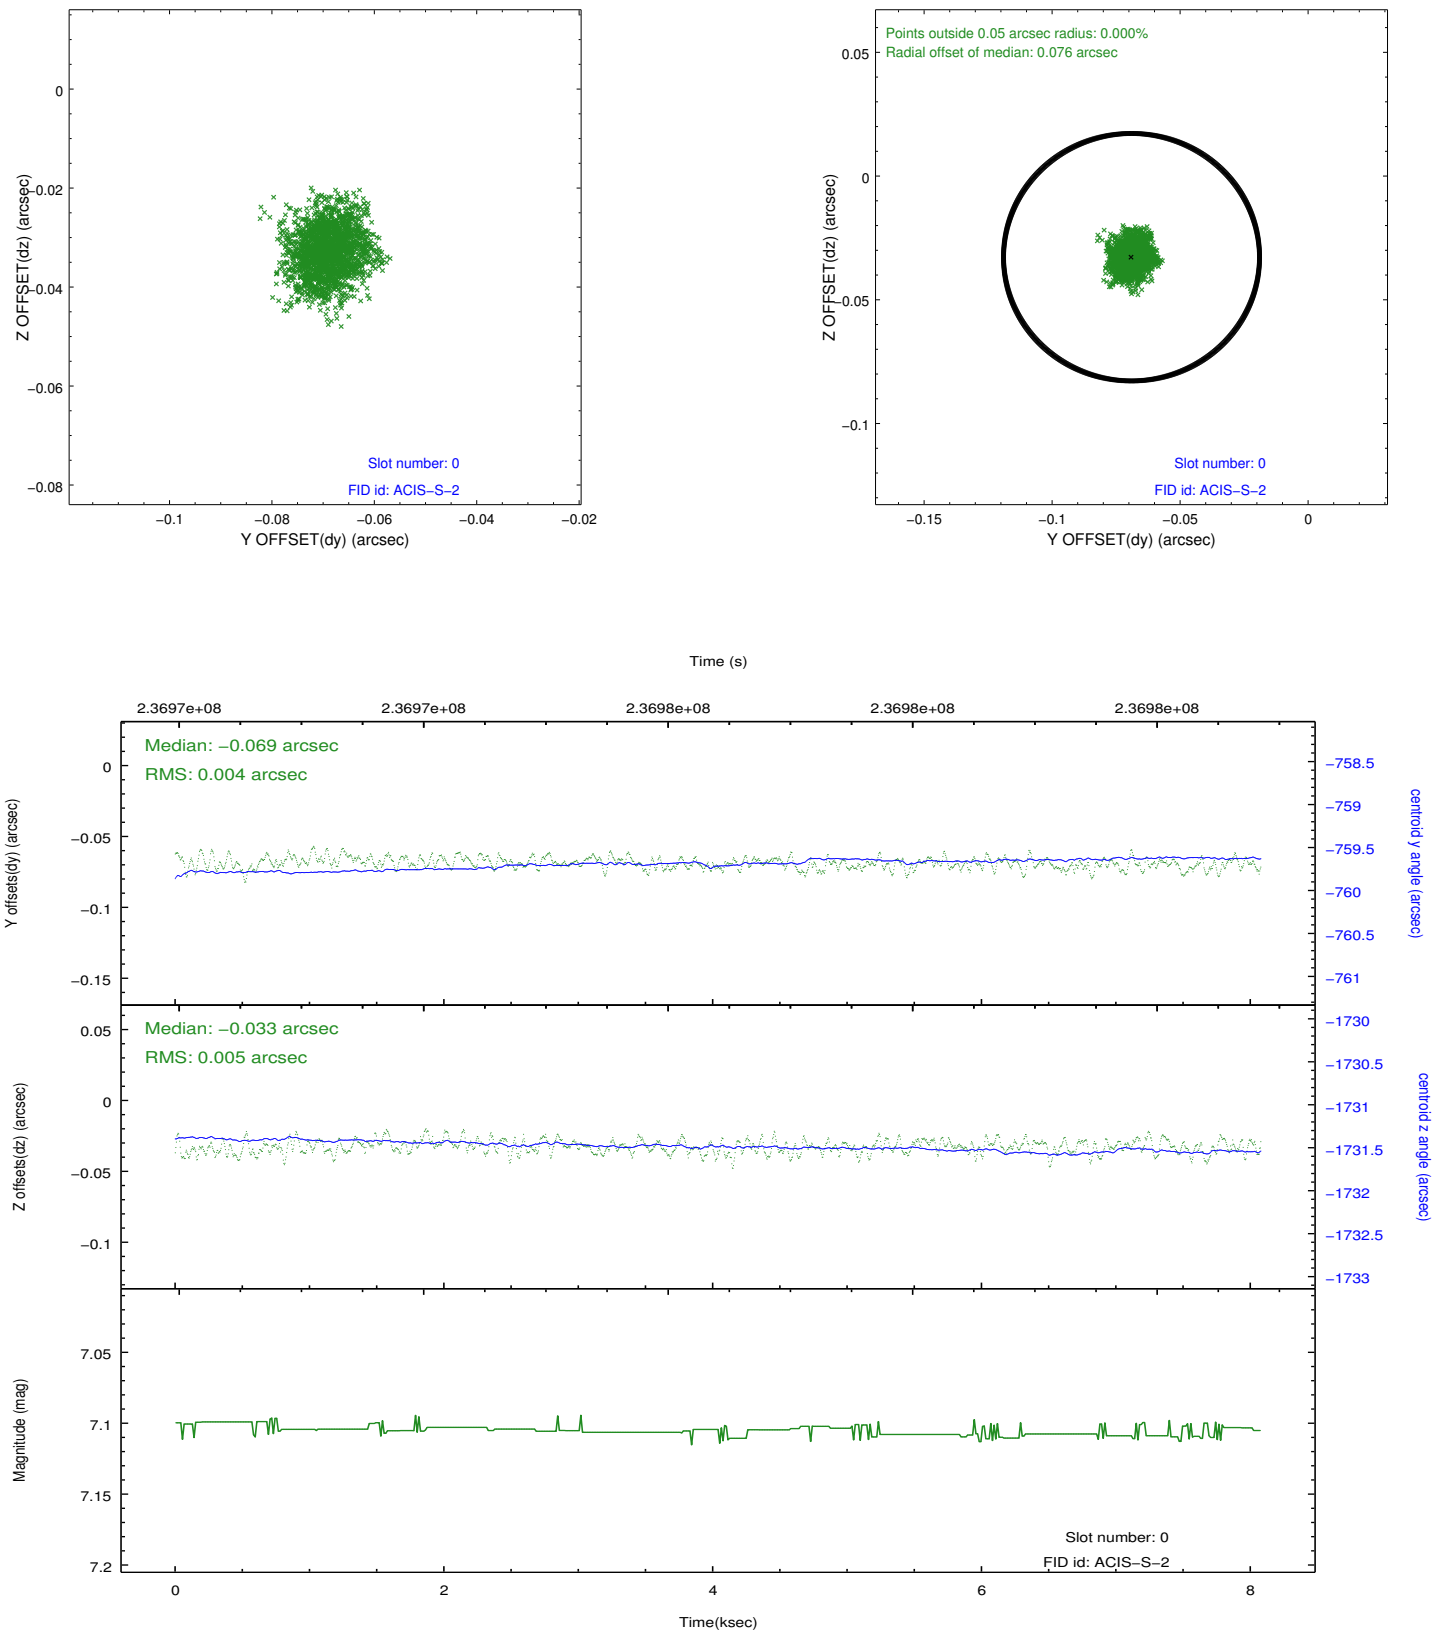 0
−0.02
−0.04
−0.06
−0.08
Z OFFSET(dz) (arcsec)
Slot number: 0
FID id: ACIS−S−2
−0.1
−0.08
−0.06
−0.04
−0.02
Y OFFSET(dy) (arcsec)
Points outside 0.05 arcsec radius: 0.000%
Radial offset of median: 0.076 arcsec
0.05
0
−0.05
−0.1
Z OFFSET(dz) (arcsec)
Slot number: 0
FID id: ACIS−S−2
−0.15
−0.1
−0.05
0
Y OFFSET(dy) (arcsec)
Time (s)
2.3697e+08
2.3697e+08
2.3698e+08
2.3698e+08
2.3698e+08
Median: −0.069 arcsec
RMS: 0.004 arcsec
0
−0.05
−0.1
−0.15
Y offsets(dy) (arcsec)
−758.5
−759
−759.5
−760
−760.5
−761
centroid y angle (arcsec)
Median: −0.033 arcsec
RMS: 0.005 arcsec
0.05
0
−0.05
−0.1
Z offsets(dz) (arcsec)
−1730
−1730.5
−1731
−1731.5
−1732
−1732.5
−1733
centroid z angle (arcsec)
7.05
7.1
7.15
7.2
Magnitude (mag)
Slot number: 0
FID id: ACIS−S−2
0
2
4
6
8
Time(ksec)